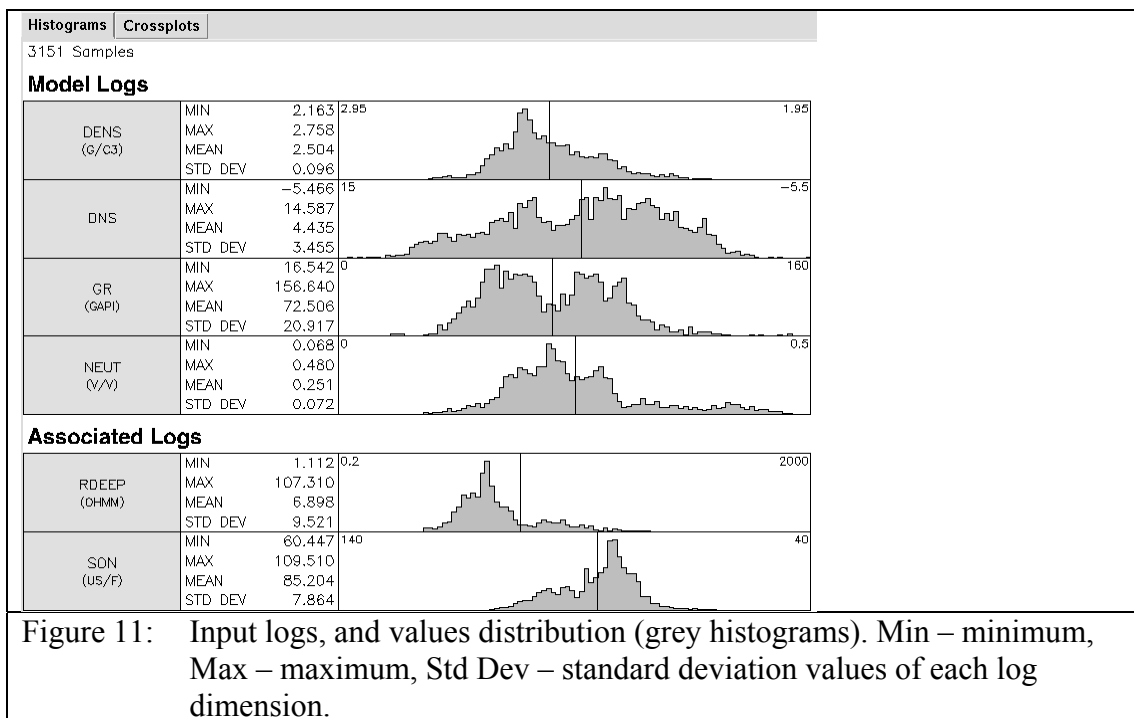 Histograms Crossplots
3151 Samples
Model Logs
DENS
(G/C3)
MIN 2.163
MAX 2.758
MEAN 2.504
STD DEV 0.096
2.95 1.95
DNS
MIN -5.466
MAX 14.587
MEAN 4.435
STD DEV 3.455
15 -5.5
GR
(GAPI)
MIN 16.542
MAX 156.640
MEAN 72.506
STD DEV 20.917
0 160
NEUT
(V/V)
MIN 0.068
MAX 0.480
MEAN 0.251
STD DEV 0.072
0 0.5
Associated Logs
RDEEP
(OHMM)
MIN 1.112
MAX 107.310
MEAN 6.898
STD DEV 9.521
0.2 2000
SON
(US/F)
MIN 60.447
MAX 109.510
MEAN 85.204
STD DEV 7.864
140 40
Figure 11: Input logs, and values distribution (grey histograms). Min – minimum,
Max – maximum, Std Dev – standard deviation values of each log
dimension.